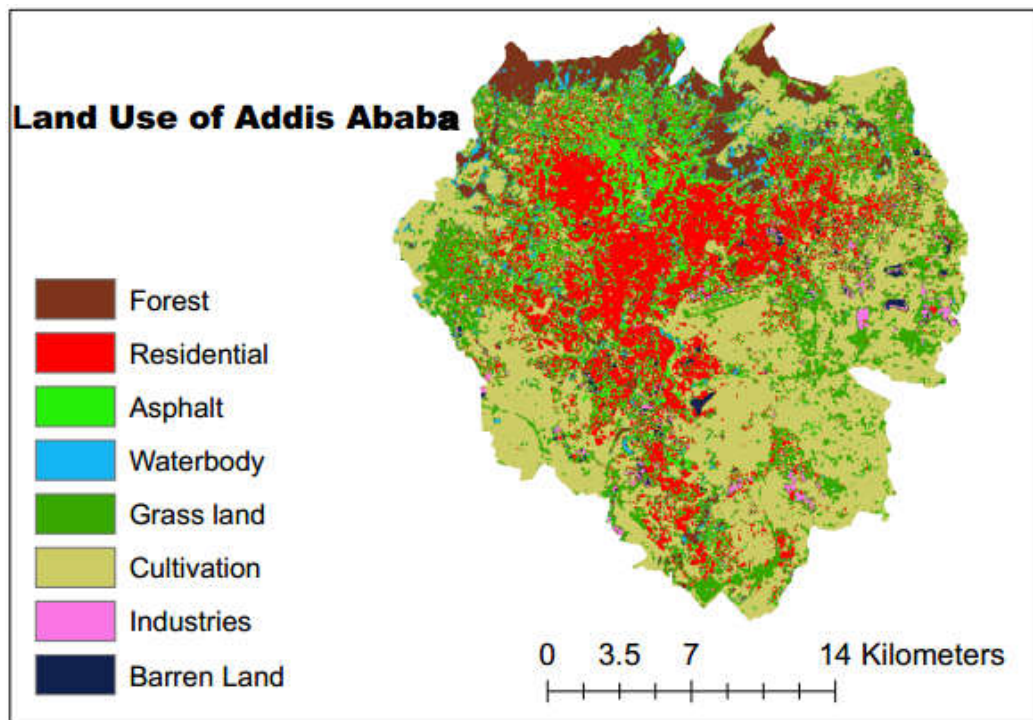 Land Use of Addis Ababa
Forest
Residential
Asphalt
Waterbody
Grass land
Cultivation
Industries
Barren Land
0 3.5 7 14 Kilometers